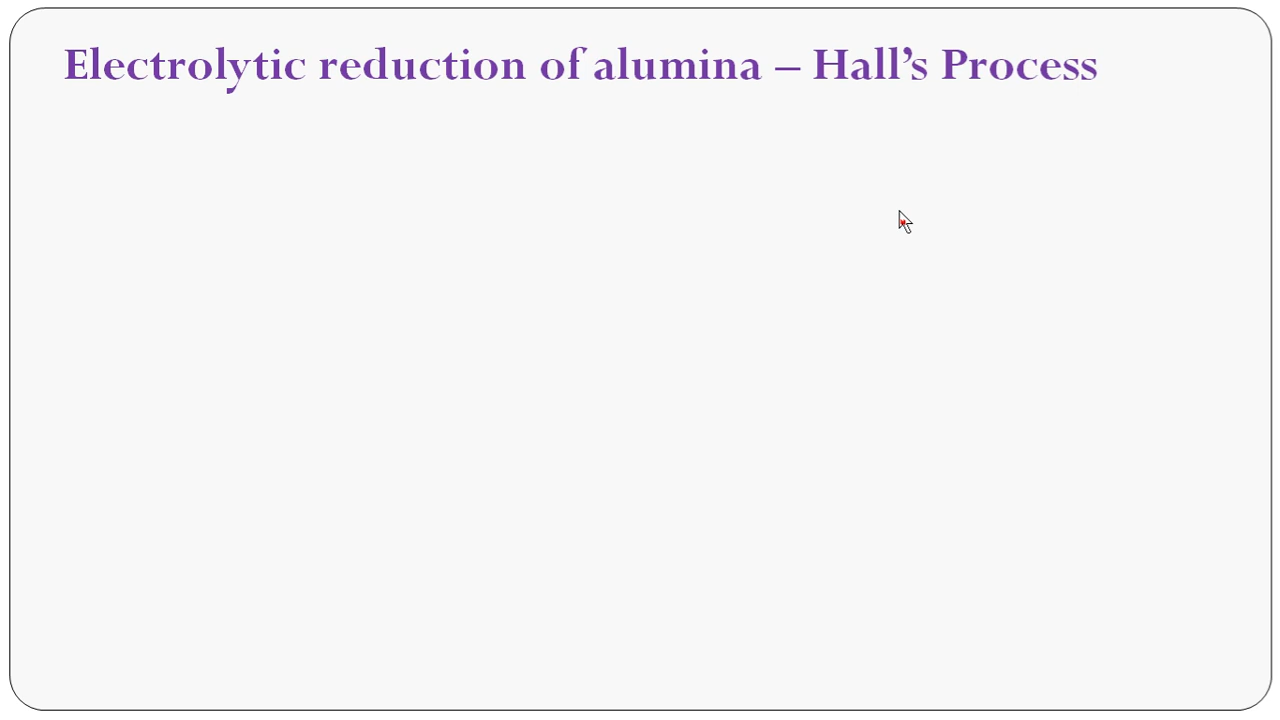 Electrolytic reduction of alumina – Hall’s Process